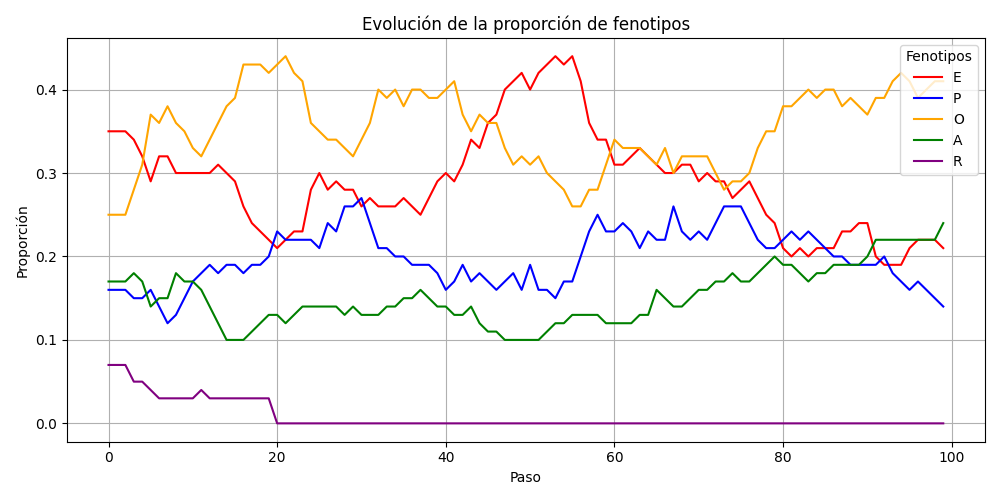 Evolución de la proporción de fenotipos
Fenotipos
E
P
O
A
R
Proporción
0.4
0.3
0.2
0.1
0.0
0 20 40 60 80 100
Paso